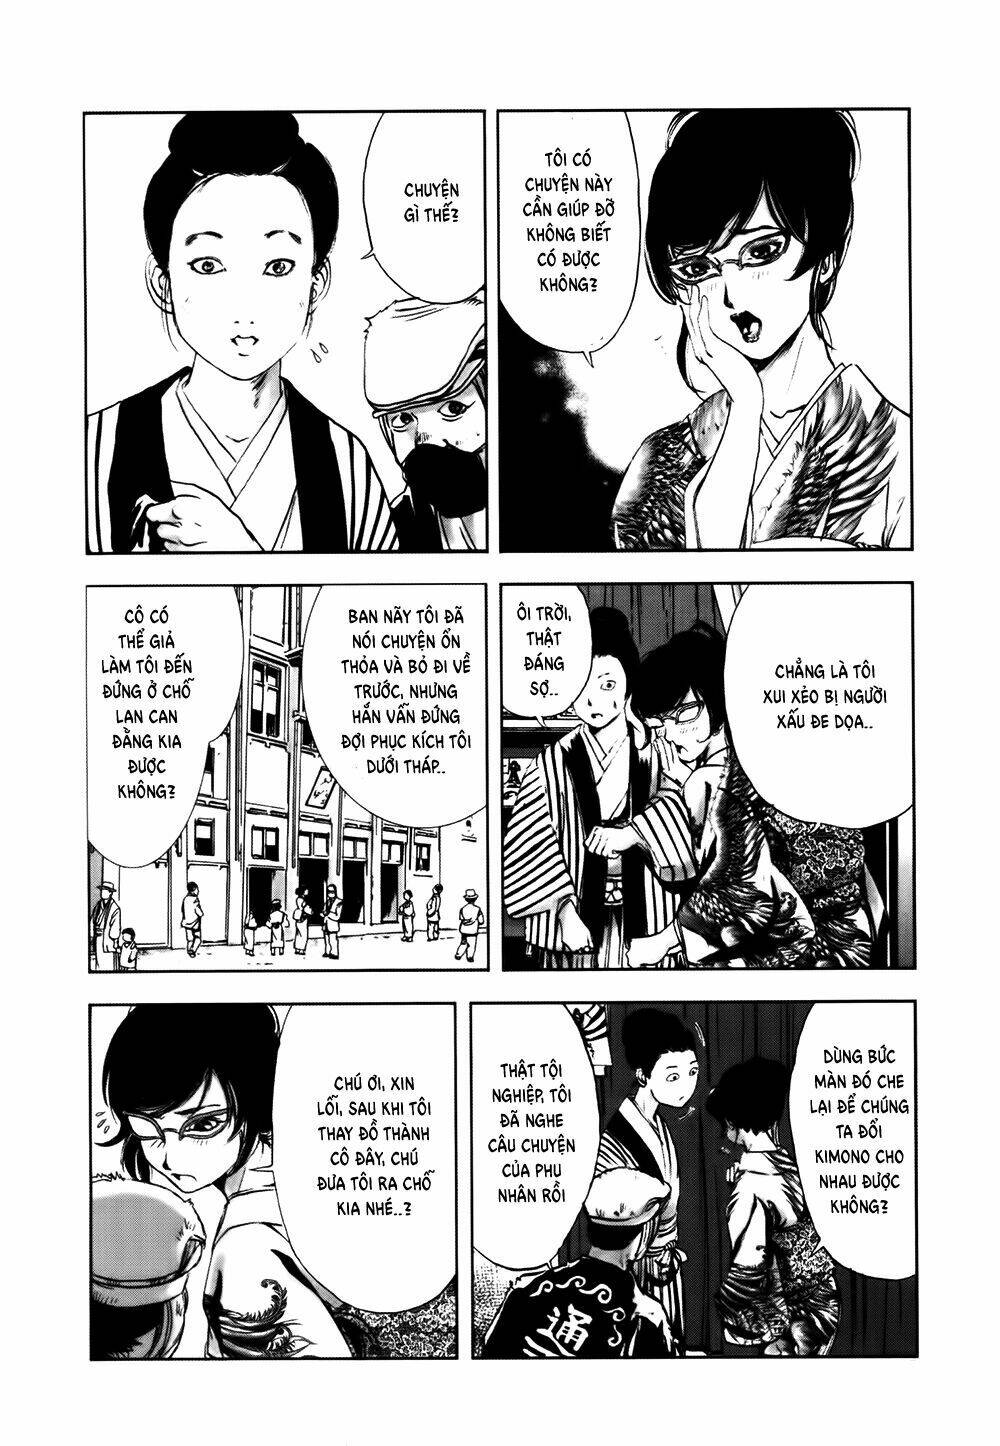 TÔI CÓ
CHUYỆN NÀY
CẦN GIÚP ĐỠ
KHÔNG BIẾT
CÓ ĐƯỢC
KHÔNG?
CHUYỆN
GÌ THẾ?
CHẲNG LÀ TÔI
XUI XẺO BỊ NGƯỜI
XẤU ĐE DỌA..
ÔI TRỜI,
THẬT
ĐÁNG
SỢ..
BAN NÃY TÔI ĐÃ
NÓI CHUYỆN ỔN
THỎA VÀ BỎ ĐI VỀ
TRƯỚC, NHƯNG
HẮN VẪN ĐỨNG
ĐỢI PHỤC KÍCH TÔI
DƯỚI THÁP..
CÔ CÓ
THỂ GIẢ
LÀM TÔI ĐẾN
ĐỨNG Ở CHỖ
LAN CAN
ĐẰNG KIA
ĐƯỢC
KHÔNG?
DÙNG BỨC
MÀN ĐÓ CHE
LẠI ĐỂ CHÚNG
TA ĐỔI
KIMONO CHO
NHAU ĐƯỢC
KHÔNG?
THẬT TỘI
NGHIỆP, TÔI
ĐÃ NGHE
CÂU CHUYỆN
CỦA PHU
NHÂN RỒI
通
CHÚ ƠI, XIN
LỖI, SAU KHI TÔI
THAY ĐỒ THÀNH
CÔ ĐÂY, CHÚ
ĐƯA TÔI RA CHỖ
KIA NHÉ..?